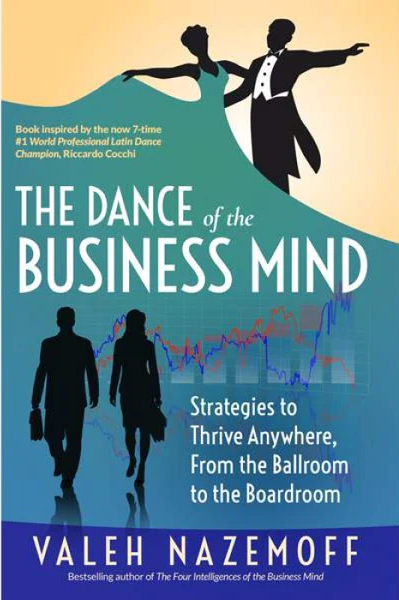 Book inspired by the now 7-time
#1 World Professional Latin Dance
Champion, Riccardo Cocchi
THE DANCE of the
BUSINESS MIND
Strategies to
Thrive Anywhere,
From the Ballroom
to the Boardroom
VALEH NAZEMOFF
Bestselling author of The Four Intelligences of the Business Mind